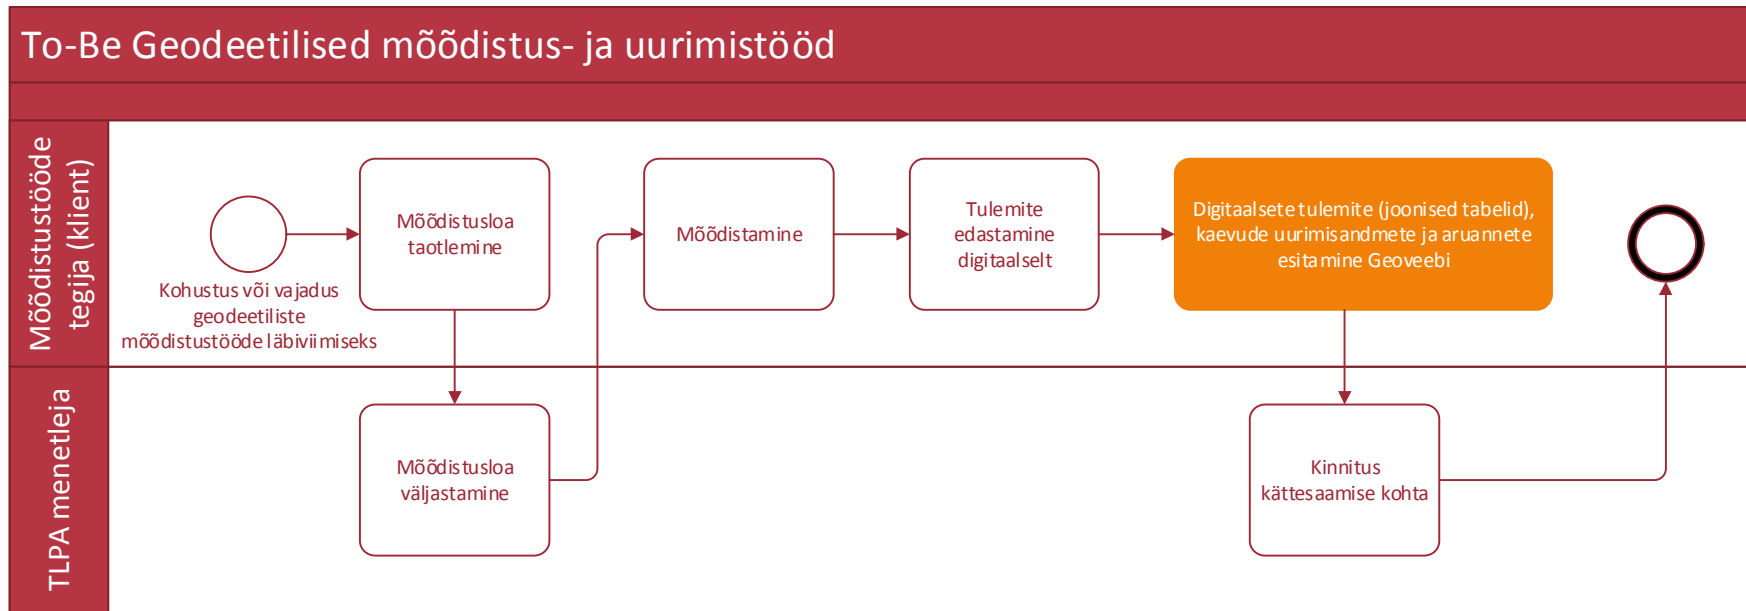 To-Be Geodeetilised mõõdistus- ja uurimistööd
Mõõdistustööde
tegija (klient)
Kohustus või vajadus
geodeetiliste
mõõdistustööde läbiviimiseks
Mõõdistusloa
taotlemine
Mõõdistamine
Tulemite
edastamine
digitaalselt
Digitaalsete tulemite (joonised tabelid),
kaevude uurimisandmete ja aruannete
esitamine Geoveebi
TLPA menetleja
Mõõdistusloa
väljastamine
Kinnitus
kättesaamise kohta